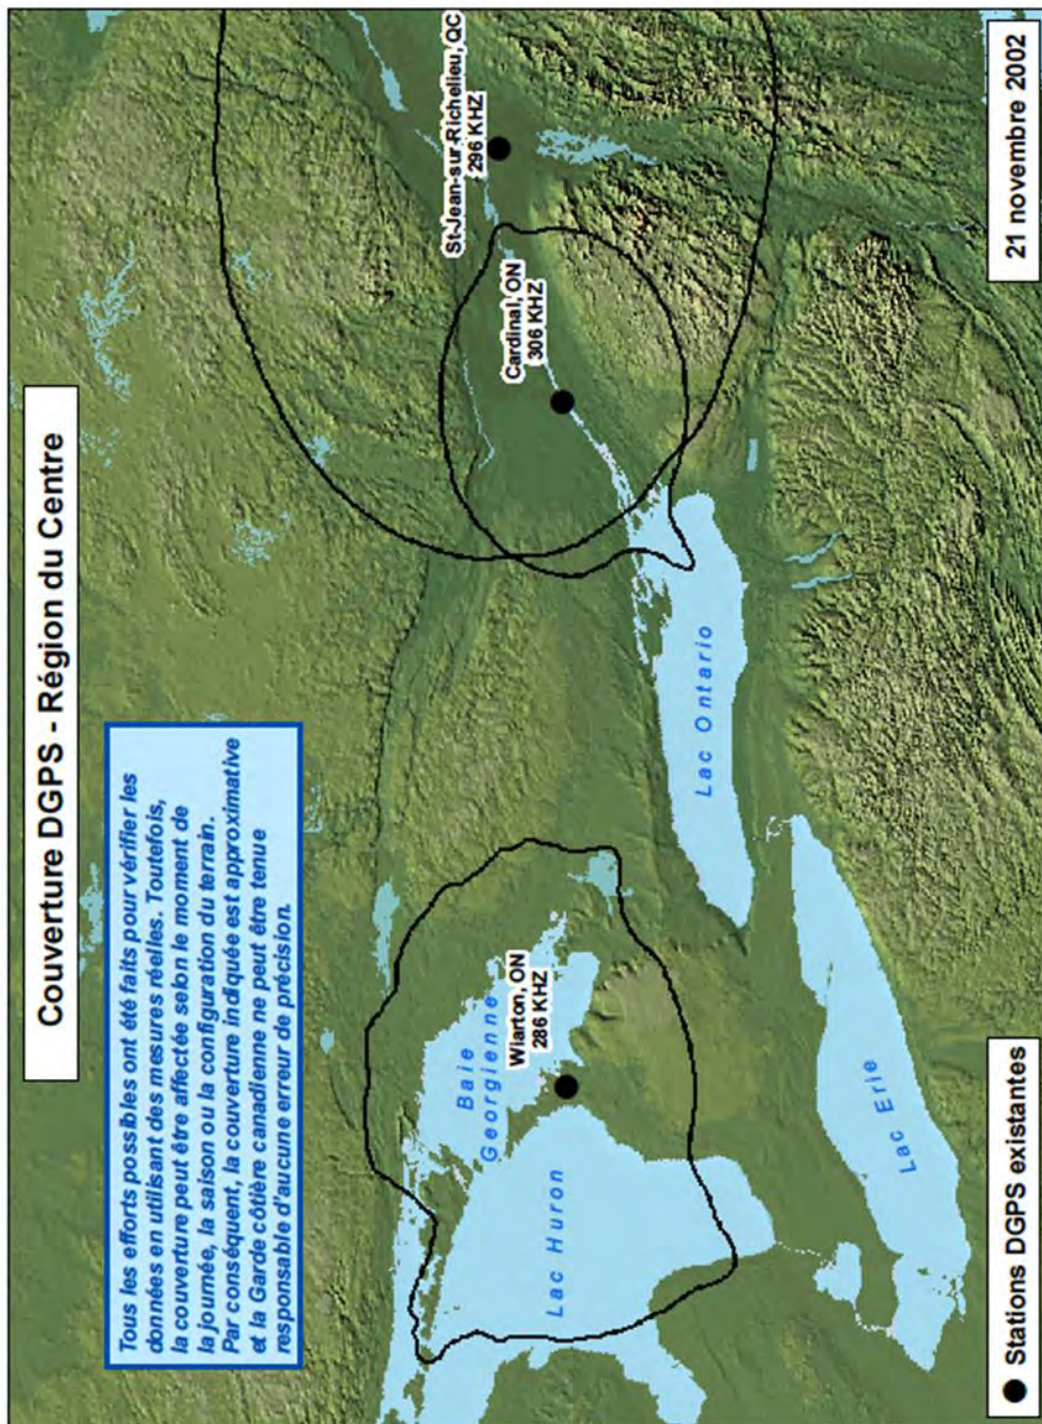 Couverture DGPS - Région du Centre
Tous les efforts possibles ont été faits pour vérifier les
données en utilisant des mesures réelles. Toutefois,
la couverture peut être affectée selon le moment de
la journée, la saison ou la configuration du terrain.
Par conséquent, la couverture indiquée est approximative
et la Garde côtière canadienne ne peut être tenue
responsable d'aucune erreur de précision.
St-Jean-sur-Richelieu, QC
296 KHZ
Cardinal, ON
306 KHZ
Baie
Georgienne
Wiarton, ON
286 KHZ
Lac Huron
Lac Ontario
Lac Erie
Stations DGPS existantes
21 novembre 2002